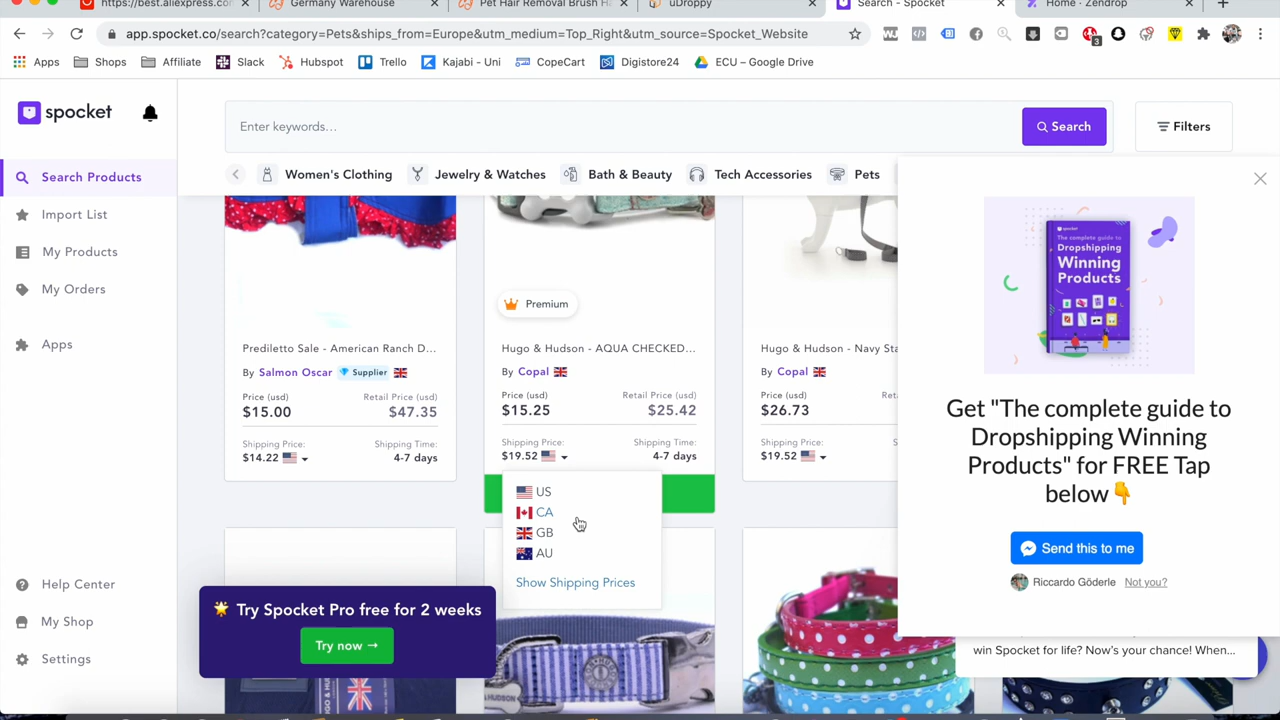 https://best.aliexpress.com
Germany Warehouse
Pet Hair Removal Brush H
uDroppy
Search - Spocket
Home - Zendrop
app.spocket.co/search?category=Pets&ships_from=Europe&utm_medium=Top_Right&utm_source=Spocket_Website
3
Apps
Shops
Affiliate
Slack
Hubspot
Trello
Kajabi - Uni
CopeCart
Digistore24
ECU – Google Drive
spocket
Enter keywords...
Search
Filters
Search Products
Import List
My Products
My Orders
Apps
Help Center
My Shop
Settings
Women's Clothing
Jewelry & Watches
Bath & Beauty
Tech Accessories
Pets
Prediletto Sale - American Ranch D...
By Salmon Oscar
Supplier
Price (usd)
Retail Price (usd)
$15.00
$47.35
Shipping Price:
Shipping Time:
$14.22
4-7 days
Premium
Hugo & Hudson - AQUA CHECKED...
By Copal
Price (usd)
Retail Price (usd)
$15.25
$25.42
Shipping Price:
Shipping Time:
$19.52
4-7 days
US
CA
GB
AU
Show Shipping Prices
Hugo & Hudson - Navy Sta
By Copal
Price (usd)
Reta
$26.73
Shipping Price:
$19.52
Try Spocket Pro free for 2 weeks
Try now →
spocket
The complete guide to
Dropshipping
Winning
Products
Get "The complete guide to
Dropshipping Winning
Products" for FREE Tap
below👇
Send this to me
Riccardo Göderle
Not you?
win Spocket for life? Now's your chance! When...